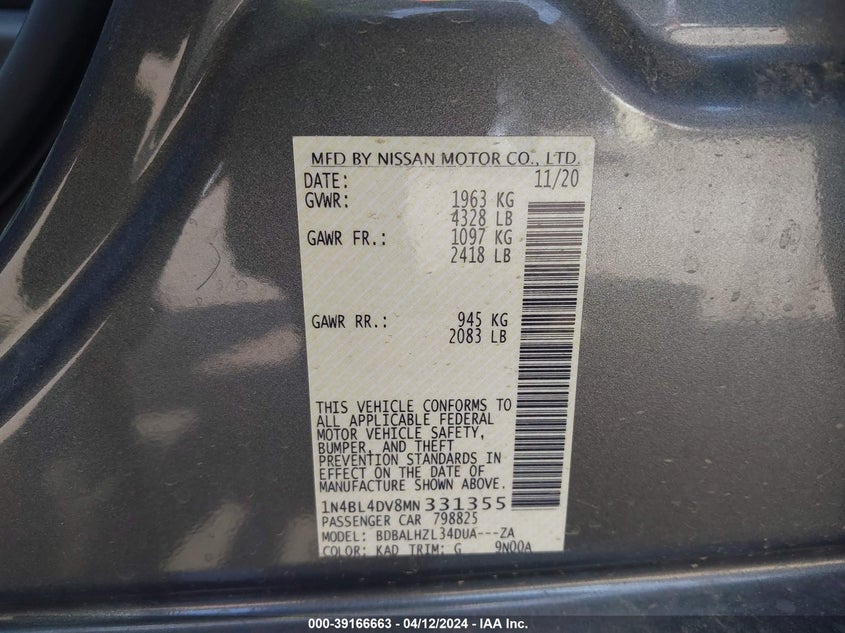 MFD BY NISSAN MOTOR CO., LTD.
DATE: 11/20
GVWR: 1963 KG
4328 LB
GAWR FR.: 1097 KG
2418 LB
GAWR RR.: 945 KG
2083 LB
THIS VEHICLE CONFORMS TO
ALL APPLICABLE FEDERAL
MOTOR VEHICLE SAFETY,
BUMPER, AND THEFT
PREVENTION STANDARDS IN
EFFECT ON THE DATE OF
MANUFACTURE SHOWN ABOVE.
1N4BL4DV8MN331355
PASSENGER CAR 798825
MODEL: BDBALHZL34DUA---ZA
COLOR: KAD TRIM: G 9N00A
000-39166663 - 04/12/2024 - IAA Inc.